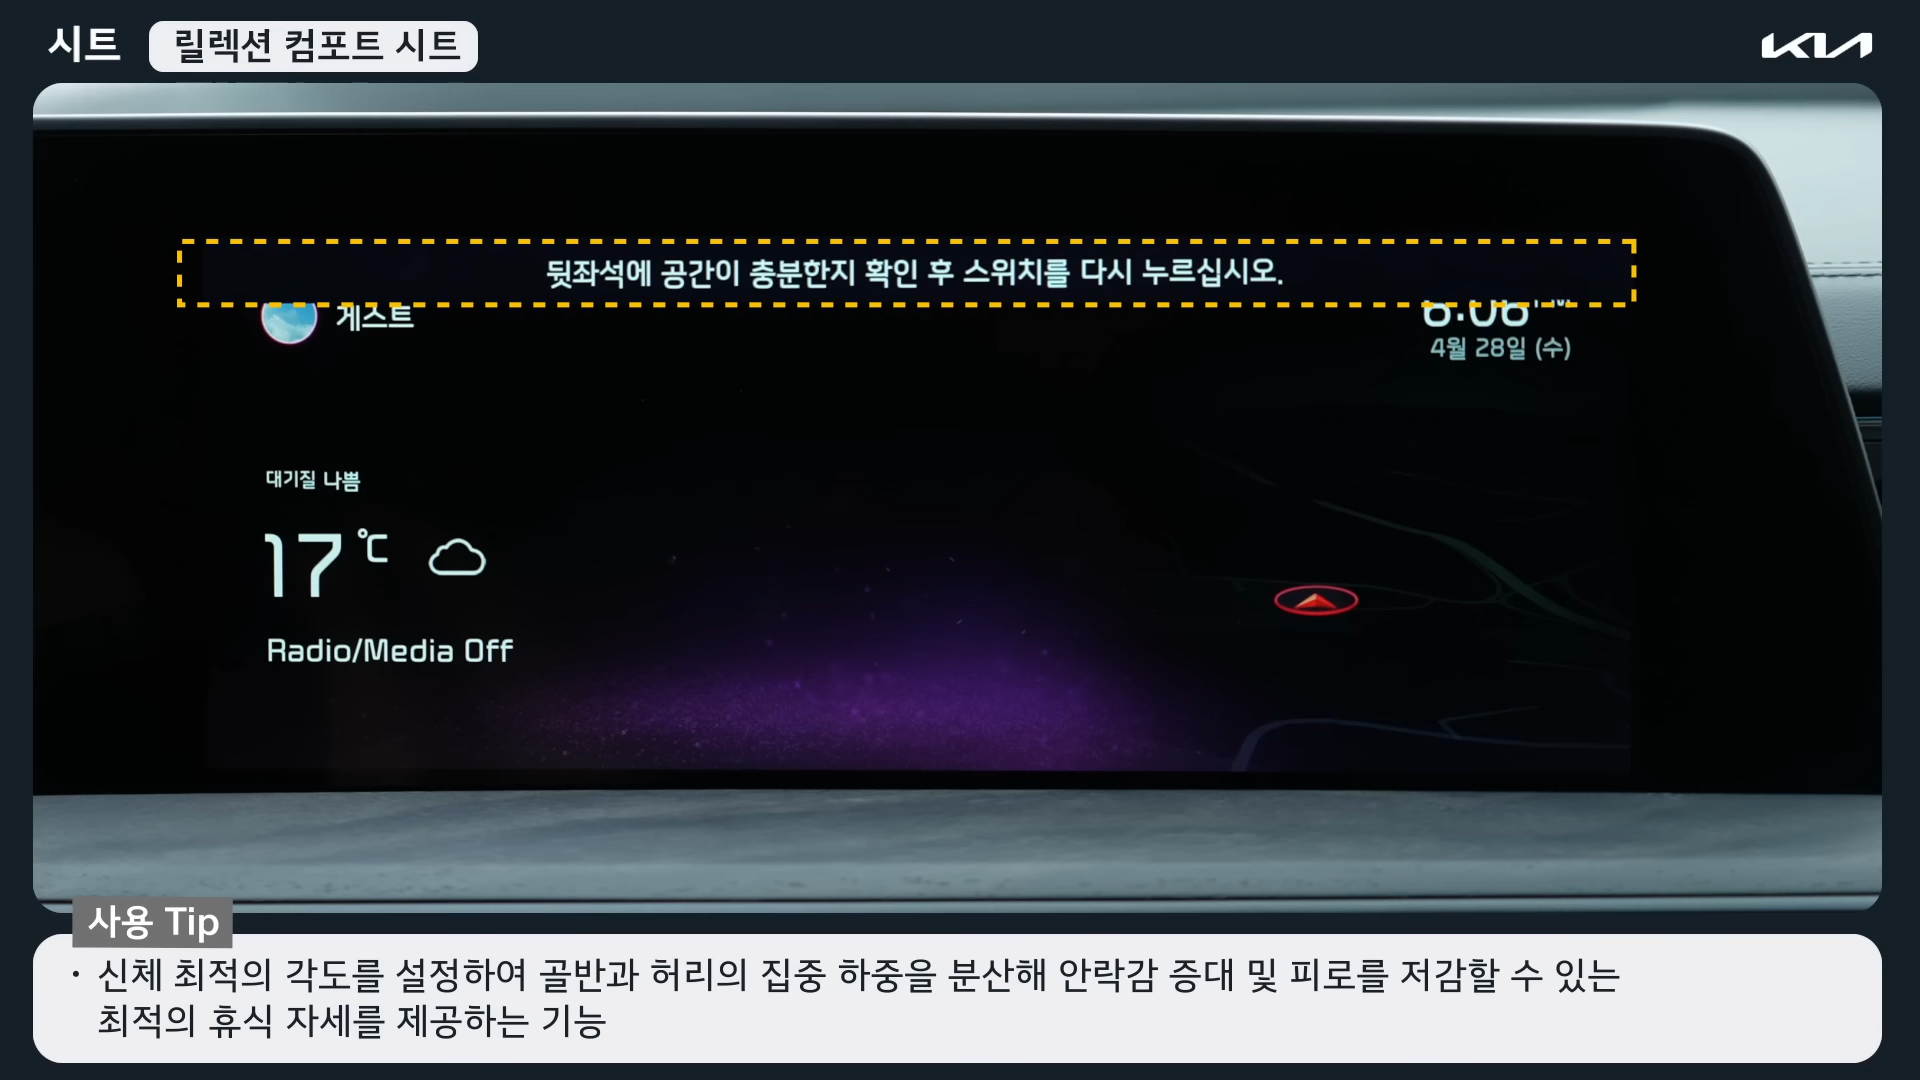 시트
릴렉션 컴포트 시트
KIA
뒷좌석에 공간이 충분한지 확인 후 스위치를 다시 누르십시오.
게스트
4월 28일 (수)
대기질 나쁨
17 ℃
Radio/Media Off
사용 Tip
· 신체 최적의 각도를 설정하여 골반과 허리의 집중 하중을 분산해 안락감 증대 및 피로를 저감할 수 있는
최적의 휴식 자세를 제공하는 기능